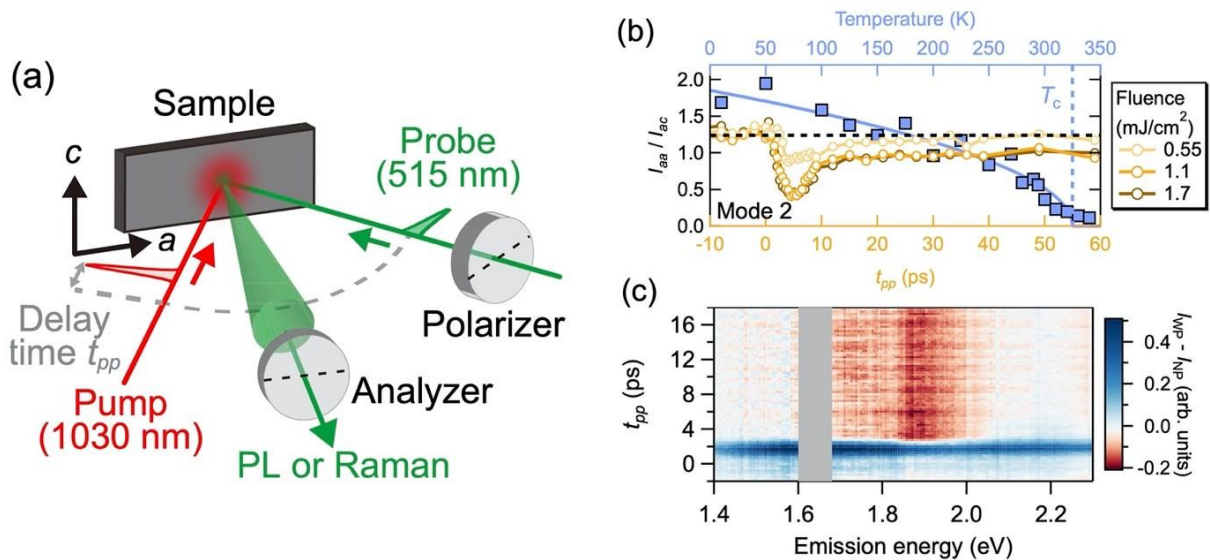 (a)
Sample
Probe
(515 nm)
c
a
Delay
time tpp
Polarizer
Analyzer
Pump
(1030 nm)
PL or Raman
(b)
Temperature (K)
0 50 100 150 200 250 300 350
2.0
1.5
1.0
0.5
0.0
Iaa / Iac
Tc
Mode 2
-10 0 10 20 30 40 50 60
tpp (ps)
Fluence
(mJ/cm²)
0.55
1.1
1.7
(c)
16
12
8
4
0
tpp (ps)
1.4 1.6 1.8 2.0 2.2
Emission energy (eV)
0.4
0.2
0.0
-0.2
IWP - INP (arb. units)